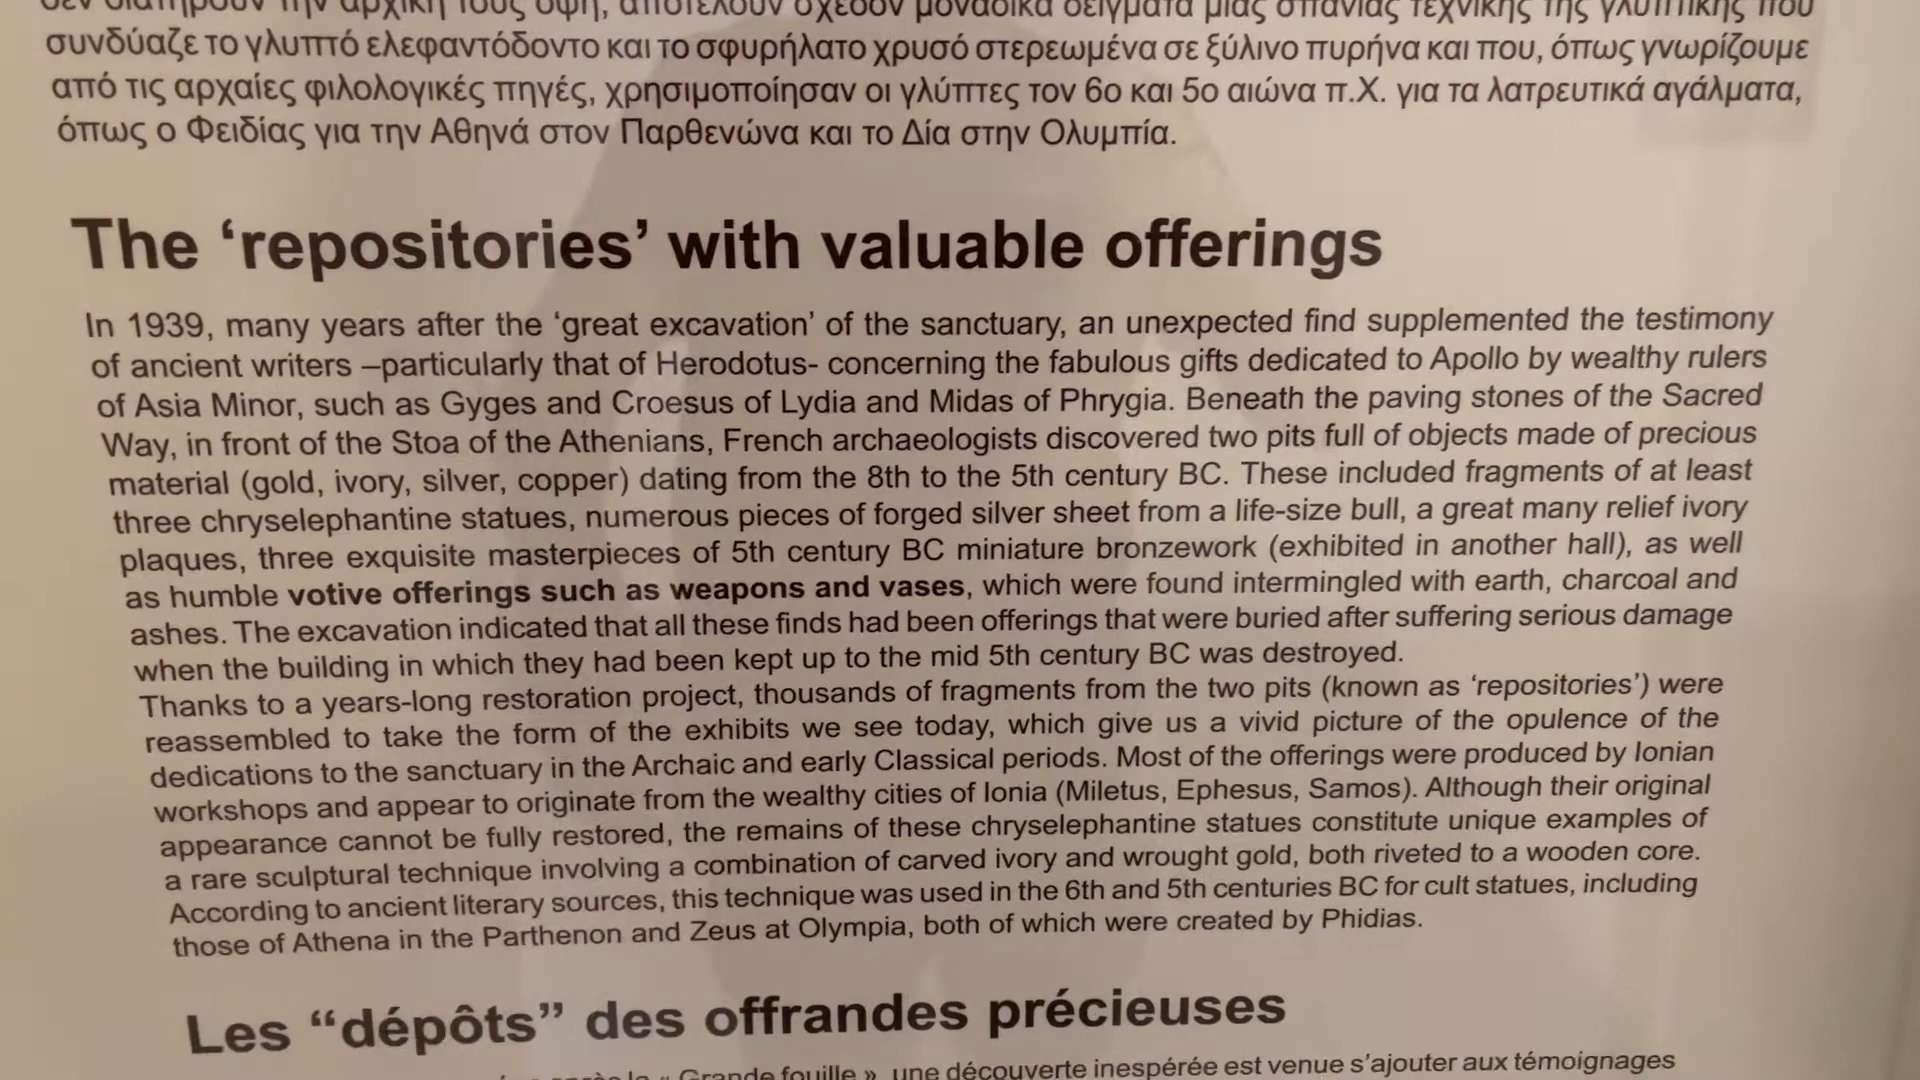 δεν διατηρούν την αρχική τους όψη, αποτελούν σχεδόν μοναδικά δείγματα μιας σπάνιας τεχνικής της γλυπτικής που
συνδύαζε το γλυπτό ελεφαντόδοντο και το σφυρήλατο χρυσό στερεωμένα σε ξύλινο πυρήνα και που, όπως γνωρίζουμε
από τις αρχαίες φιλολογικές πηγές, χρησιμοποίησαν οι γλύπτες τον 6ο και 5ο αιώνα π.Χ. για τα λατρευτικά αγάλματα,
όπως ο Φειδίας για την Αθηνά στον Παρθενώνα και το Δία στην Ολυμπία.
The ‘repositories’ with valuable offerings
In 1939, many years after the ‘great excavation’ of the sanctuary, an unexpected find supplemented the testimony
of ancient writers –particularly that of Herodotus- concerning the fabulous gifts dedicated to Apollo by wealthy rulers
of Asia Minor, such as Gyges and Croesus of Lydia and Midas of Phrygia. Beneath the paving stones of the Sacred
Way, in front of the Stoa of the Athenians, French archaeologists discovered two pits full of objects made of precious
material (gold, ivory, silver, copper) dating from the 8th to the 5th century BC. These included fragments of at least
three chryselephantine statues, numerous pieces of forged silver sheet from a life-size bull, a great many relief ivory
plaques, three exquisite masterpieces of 5th century BC miniature bronzework (exhibited in another hall), as well
as humble votive offerings such as weapons and vases, which were found intermingled with earth, charcoal and
ashes. The excavation indicated that all these finds had been offerings that were buried after suffering serious damage
when the building in which they had been kept up to the mid 5th century BC was destroyed.
Thanks to a years-long restoration project, thousands of fragments from the two pits (known as ‘repositories’) were
reassembled to take the form of the exhibits we see today, which give us a vivid picture of the opulence of the
dedications to the sanctuary in the Archaic and early Classical periods. Most of the offerings were produced by Ionian
workshops and appear to originate from the wealthy cities of Ionia (Miletus, Ephesus, Samos). Although their original
appearance cannot be fully restored, the remains of these chryselephantine statues constitute unique examples of
a rare sculptural technique involving a combination of carved ivory and wrought gold, both riveted to a wooden core.
According to ancient literary sources, this technique was used in the 6th and 5th centuries BC for cult statues, including
those of Athena in the Parthenon and Zeus at Olympia, both of which were created by Phidias.
Les “dépôts” des offrandes précieuses
la « Grande fouille », une découverte inespérée est venue s’ajouter aux témoignages